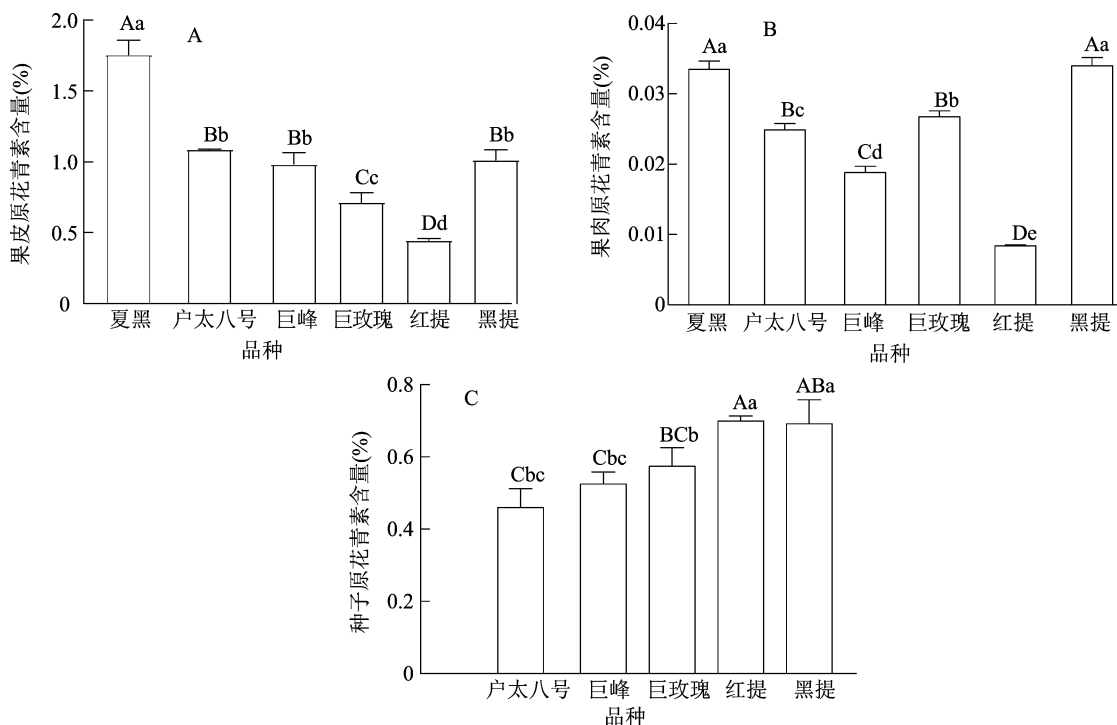 A
果皮原花青素含量(%)
2.0
1.5
1.0
0.5
0
Aa
Bb
Bb
Cc
Dd
Bb
夏黑 户太八号 巨峰 巨玫瑰 红提 黑提
品种
B
果肉原花青素含量(%)
0.04
0.03
0.02
0.01
0
Aa
Bc
Cd
Bb
De
Aa
夏黑 户太八号 巨峰 巨玫瑰 红提 黑提
品种
C
种子原花青素含量(%)
0.8
0.6
0.4
0.2
0
Cbc
Cbc
BCb
Aa
ABa
户太八号 巨峰 巨玫瑰 红提 黑提
品种